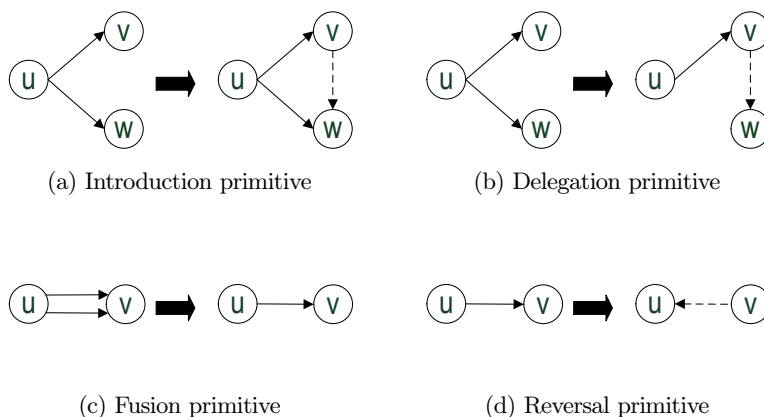 v v v v
u u u u
w w w w
(a) Introduction primitive (b) Delegation primitive
u v u v u v u v
(c) Fusion primitive (d) Reversal primitive